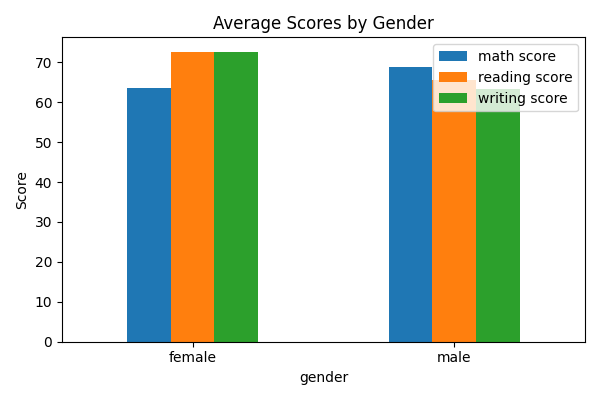 Average Scores by Gender
math score
reading score
writing score
Score
70
60
50
40
30
20
10
0
female
male
gender